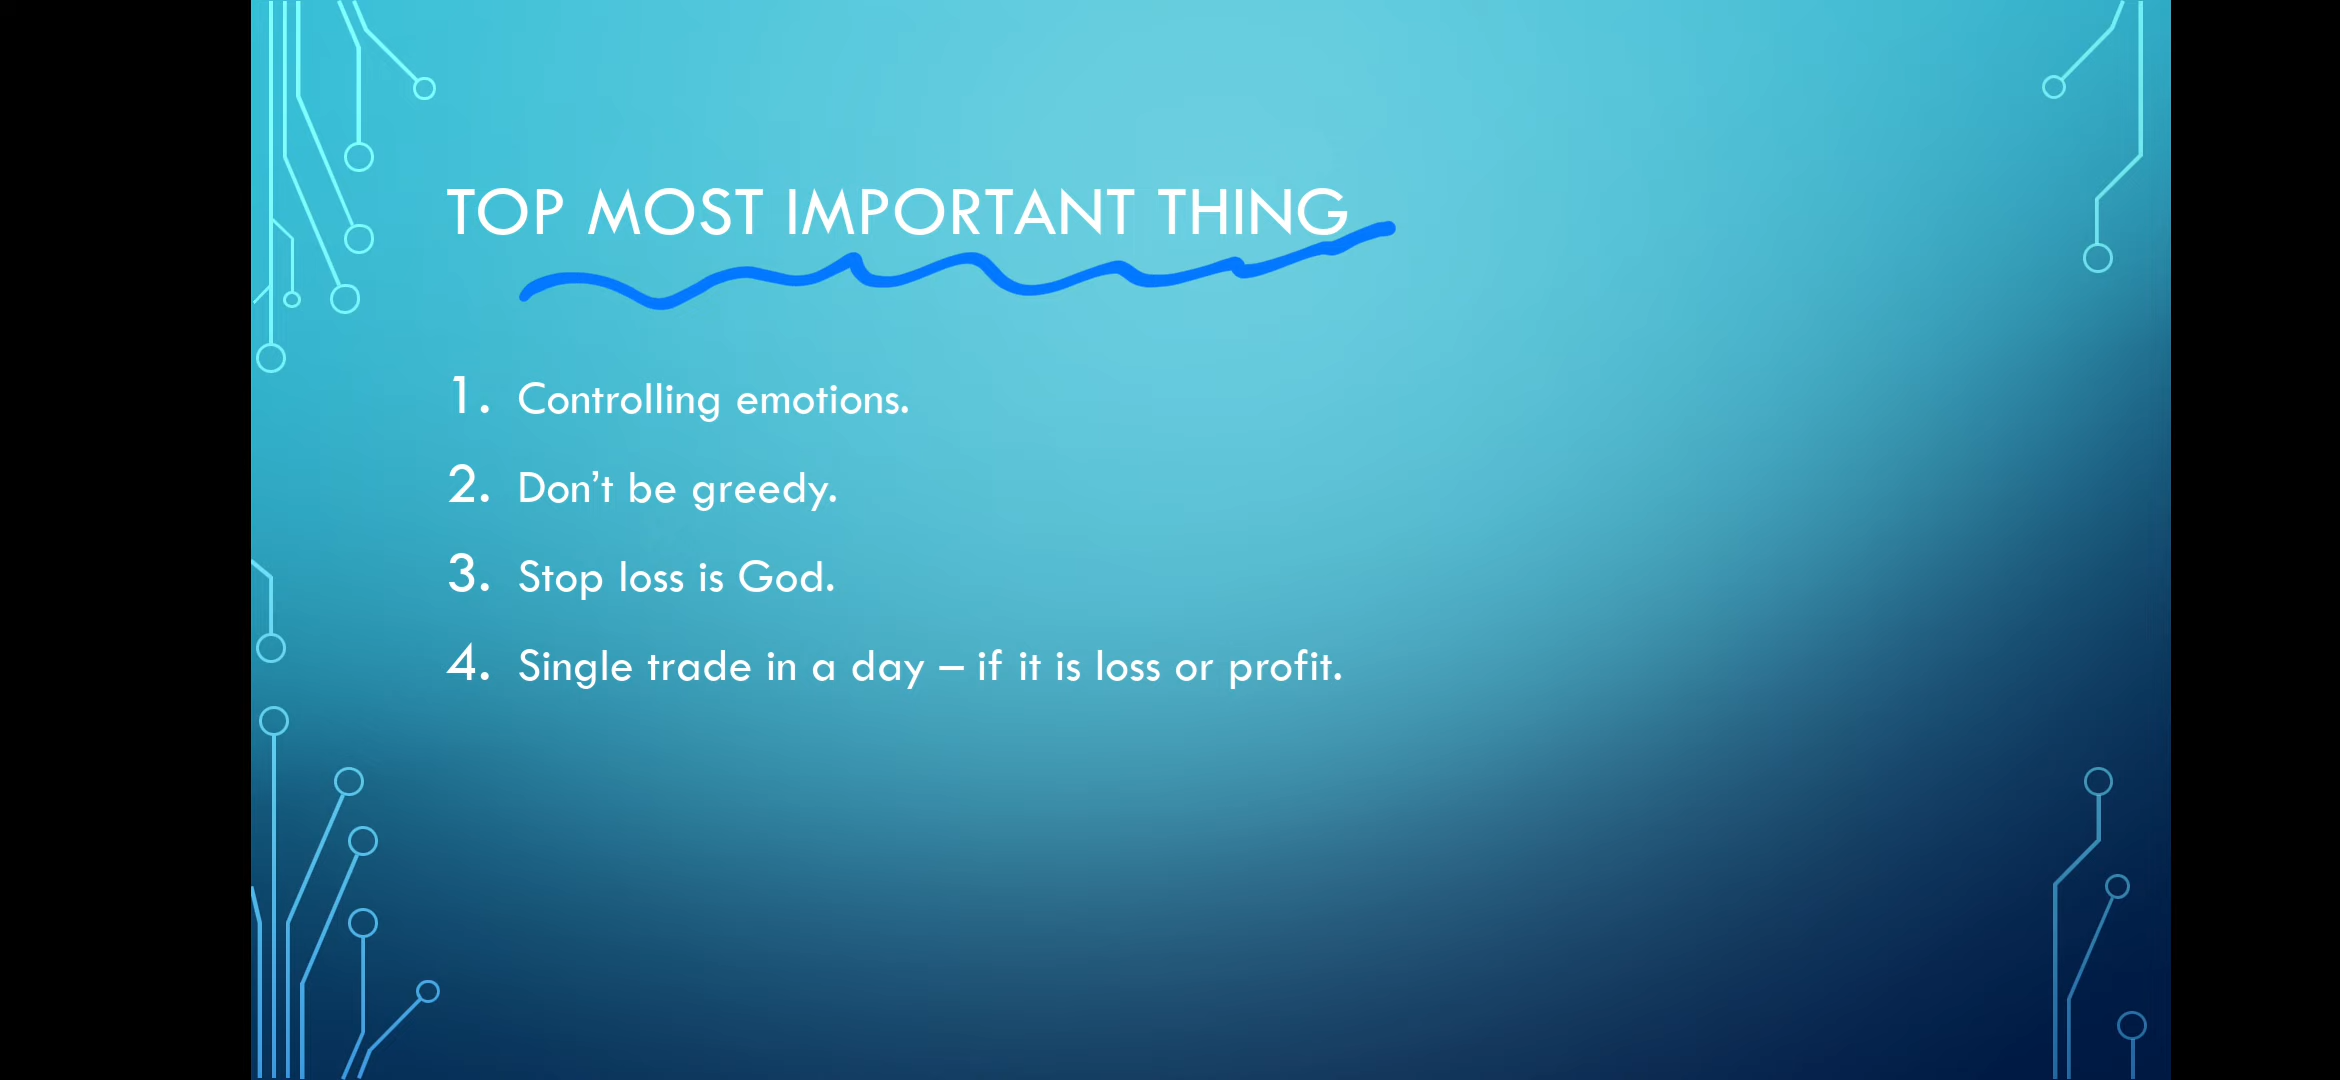 TOP MOST IMPORTANT THING
1. Controlling emotions.
2. Don’t be greedy.
3. Stop loss is God.
4. Single trade in a day – if it is loss or profit.